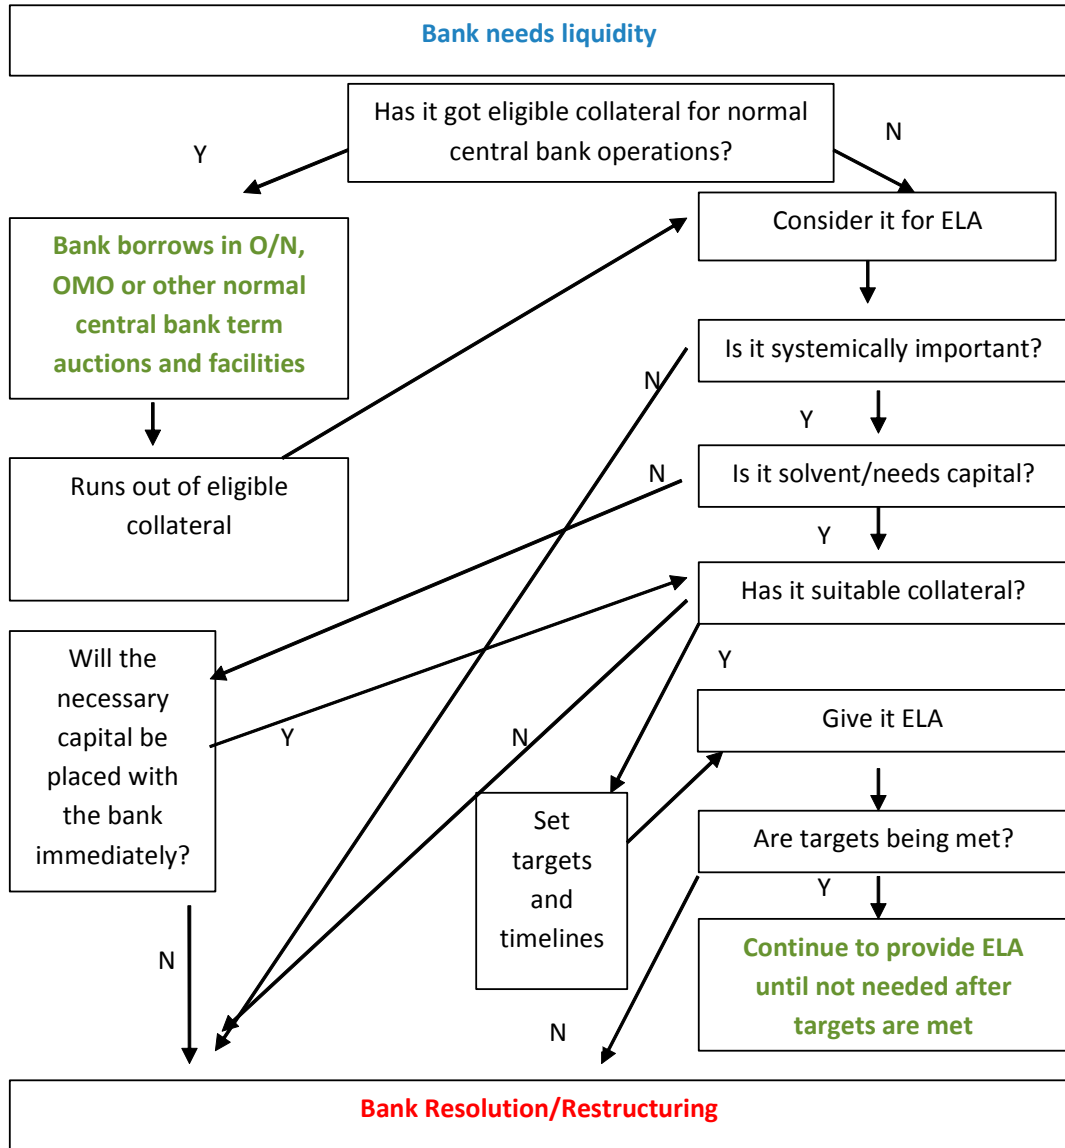 Bank needs liquidity
Has it got eligible collateral for normal
central bank operations?
Y
N
Bank borrows in O/N,
OMO or other normal
central bank term
auctions and facilities
Consider it for ELA
Is it systemically important?
N
Y
Runs out of eligible
collateral
N
Is it solvent/needs capital?
Y
Has it suitable collateral?
Will the
necessary
capital be
placed with
the bank
immediately?
Y
N
Y
Give it ELA
Set
targets
and
timelines
Are targets being met?
Y
N
Continue to provide ELA
until not needed after
targets are met
N
Bank Resolution/Restructuring